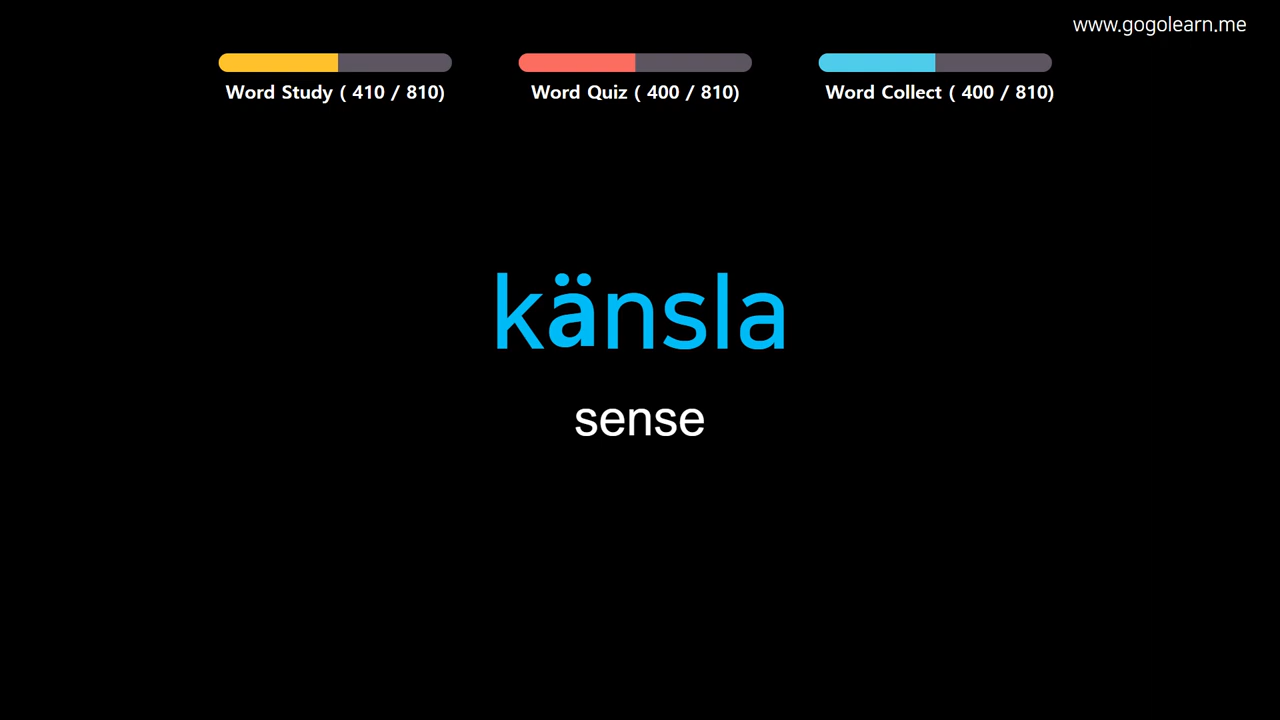 www.gogolearn.me
Word Study ( 410 / 810)
Word Quiz ( 400 / 810)
Word Collect ( 400 / 810)
känsla
sense